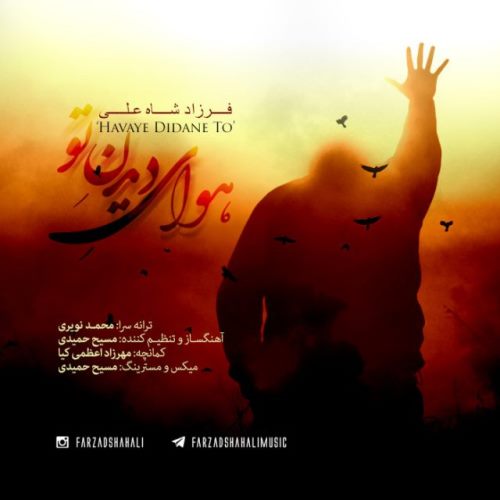 فرزاد شاه علی
'HAVAYE DIDANE TO'
هوای دیدنِ تو
ترانه سرا: محمد نویری
آهنگساز و تنظیم کننده: مسیح حمیدی
کمانچه: مهرزاد اعظمی کیا
میکس و مسترینگ: مسیح حمیدی
FARZADSHAHALI
FARZADSHAHALIMUSIC